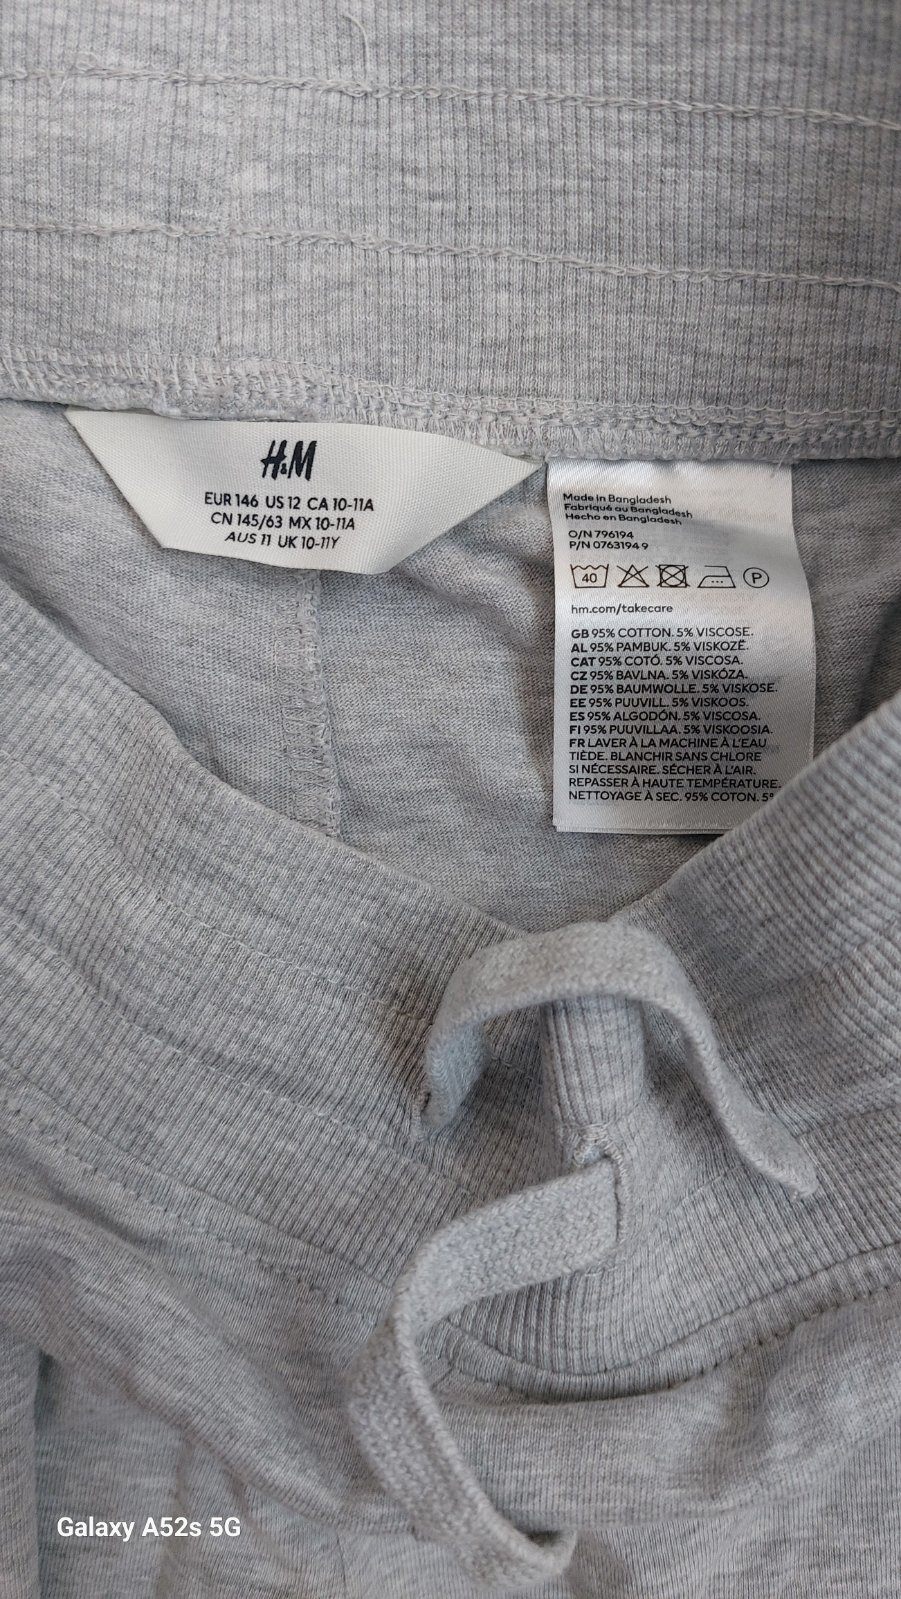 H&M
EUR 146 US 12 CA 10-11A
CN 145/63 MX 10-11A
AUS 11 UK 10-11Y
Made in Bangladesh
Fabriqué au Bangladesh
Hecho en Bangladesh
O/N 796194
P/N 0763194 9
40
P
hm.com/takecare
GB 95% COTTON. 5% VISCOSE.
AL 95% PAMBUK. 5% VISKOZË.
CAT 95% COTÓ. 5% VISCOSA.
CZ 95% BAVLNA. 5% VISKÓZA.
DE 95% BAUMWOLLE. 5% VISKOSE.
EE 95% PUUVILL. 5% VISKOOS.
ES 95% ALGODÓN. 5% VISCOSA.
FI 95% PUUVILLAA. 5% VISKOOSIA.
FR LAVER À LA MACHINE À L'EAU
TIÈDE. BLANCHIR SANS CHLORE
SI NÉCESSAIRE. SÉCHER À L'AIR.
REPASSER À HAUTE TEMPÉRATURE.
NETTOYAGE À SEC. 95% COTON. 5%
Galaxy A52s 5G